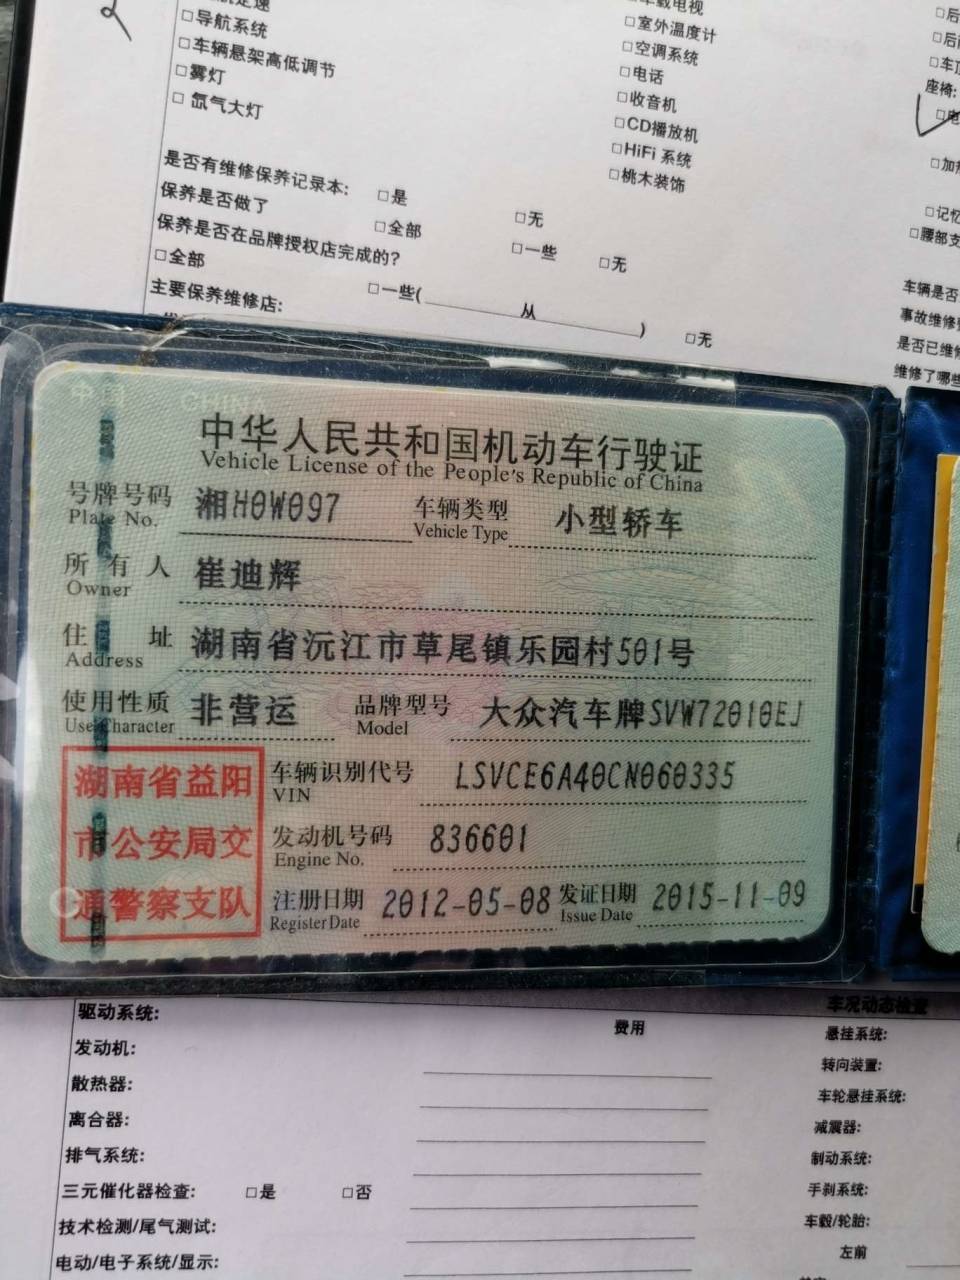 □导航系统
□车辆悬架高低调节
□雾灯
□ 氙气大灯
车载电视
□室外温度计
□空调系统
□电话
□收音机
□CD播放机
□HiFi 系统
□桃木装饰
座椅:
是否有维修保养记录本: □是 □无
保养是否做了 □全部 □一些 □无
保养是否在品牌授权店完成的?
□全部 □一些( 从 ) □无
主要保养维修店:
□腰部支
车辆是否
事故维修
是否已维修
维修了哪些
中华人民共和国机动车行驶证
Vehicle License of the People's Republic of China
号牌号码 湘H0W097 车辆类型 小型轿车
Plate No. Vehicle Type
所有人 崔迪辉
Owner
住址 湖南省沅江市草尾镇乐园村501号
Address
使用性质 非营运 品牌型号 大众汽车牌SVW72010EJ
Use Character Model
湖南省益阳
市公安局交
通警察支队
车辆识别代号 LSVCE6A40CN060335
VIN
发动机号码 836601
Engine No.
注册日期 2012-05-08 发证日期 2015-11-09
Register Date Issue Date
驱动系统: 费用
发动机:
散热器:
离合器:
排气系统:
三元催化器检查: □是 □否
技术检测/尾气测试:
电动/电子系统/显示:
车况动态检查
悬挂系统:
转向装置:
车轮悬挂系统:
减震器:
制动系统:
手刹系统:
车毂/轮胎:
左前